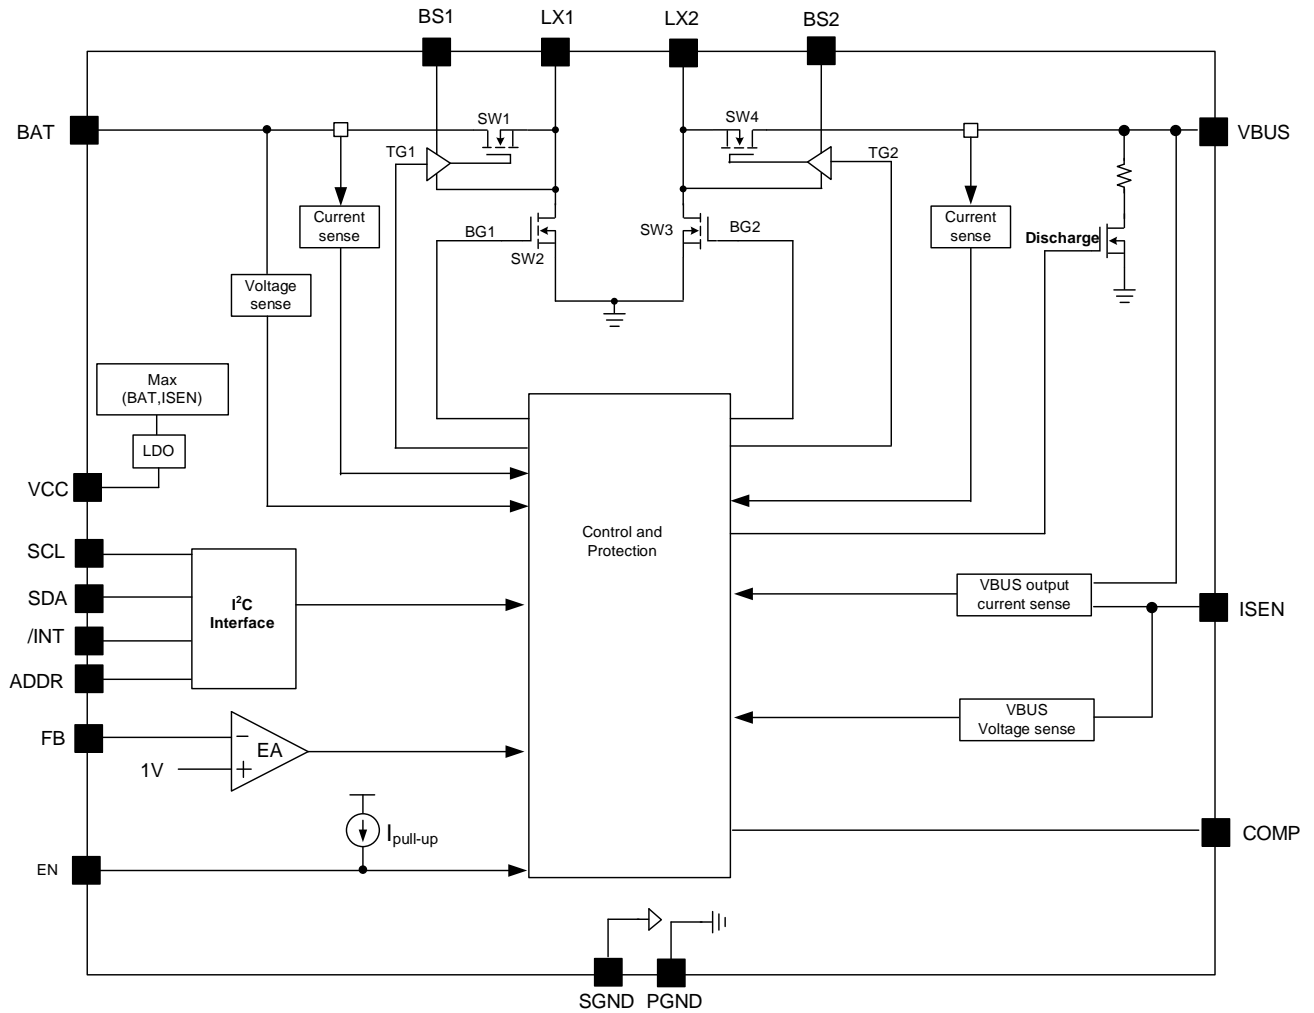 BS1
LX1
LX2
BS2
BAT
SW1
SW4
VBUS
TG1
TG2
Current
sense
BG1
SW2
SW3
BG2
Current
sense
Discharge
Voltage
sense
Max
(BAT,ISEN)
LDO
VCC
SCL
SDA
/INT
ADDR
I²C
Interface
Control and
Protection
VBUS output
current sense
ISEN
VBUS
Voltage sense
FB
1V
−
+
EA
Ipull-up
EN
COMP
SGND
PGND